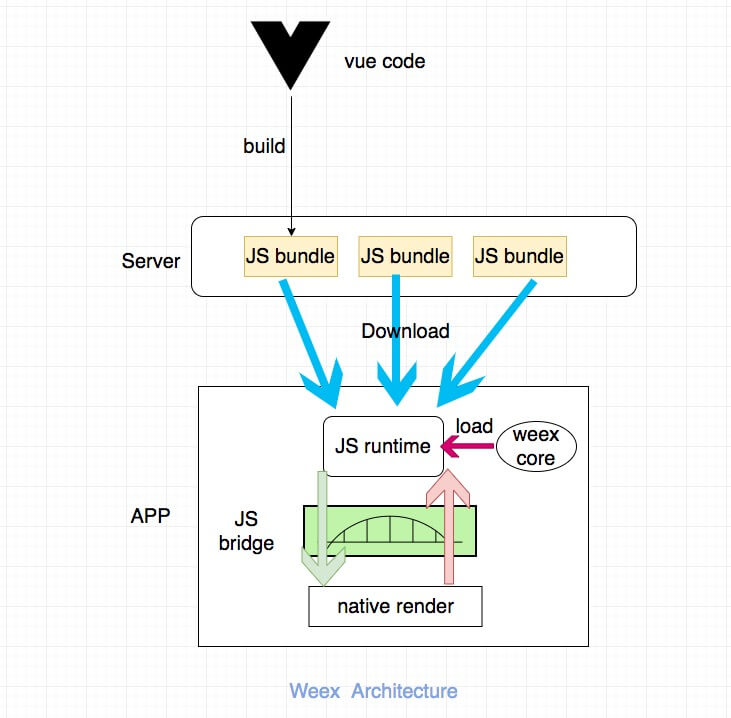 vue code
build
Server
JS bundle
JS bundle
JS bundle
Download
JS runtime
load
weex
core
APP
JS
bridge
native render
Weex Architecture